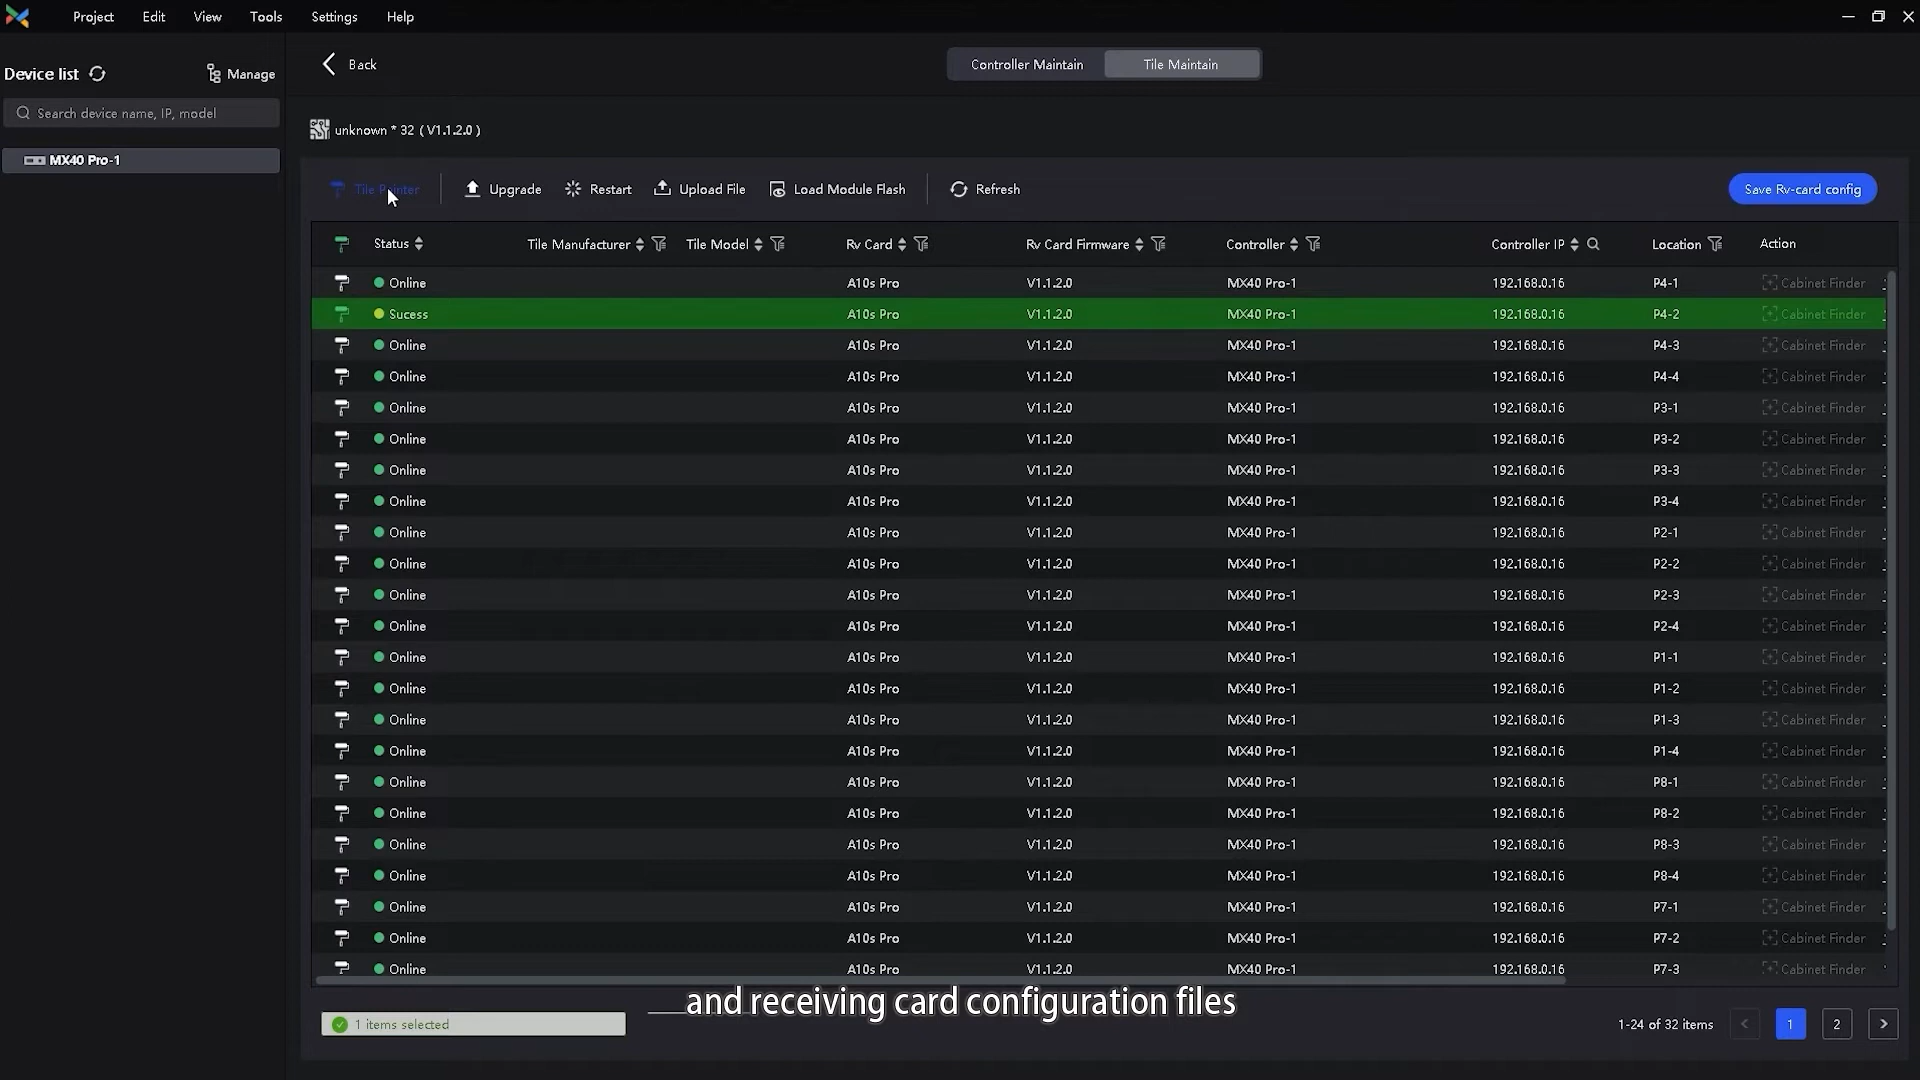 Project Edit View Tools Settings Help
Device list Manage
Search device name, IP, model
MX40 Pro-1
Back
Controller Maintain Tile Maintain
unknown * 32 ( V1.1.2.0 )
Tile Painter Upgrade Restart Upload File Load Module Flash Refresh Save Rv-card config
Status Tile Manufacturer Tile Model Rv Card Rv Card Firmware Controller Controller IP Location Action
Online A10s Pro V1.1.2.0 MX40 Pro-1 192.168.0.16 P4-1 Cabinet Finder
Sucess A10s Pro V1.1.2.0 MX40 Pro-1 192.168.0.16 P4-2 Cabinet Finder
Online A10s Pro V1.1.2.0 MX40 Pro-1 192.168.0.16 P4-3 Cabinet Finder
Online A10s Pro V1.1.2.0 MX40 Pro-1 192.168.0.16 P4-4 Cabinet Finder
Online A10s Pro V1.1.2.0 MX40 Pro-1 192.168.0.16 P3-1 Cabinet Finder
Online A10s Pro V1.1.2.0 MX40 Pro-1 192.168.0.16 P3-2 Cabinet Finder
Online A10s Pro V1.1.2.0 MX40 Pro-1 192.168.0.16 P3-3 Cabinet Finder
Online A10s Pro V1.1.2.0 MX40 Pro-1 192.168.0.16 P3-4 Cabinet Finder
Online A10s Pro V1.1.2.0 MX40 Pro-1 192.168.0.16 P2-1 Cabinet Finder
Online A10s Pro V1.1.2.0 MX40 Pro-1 192.168.0.16 P2-2 Cabinet Finder
Online A10s Pro V1.1.2.0 MX40 Pro-1 192.168.0.16 P2-3 Cabinet Finder
Online A10s Pro V1.1.2.0 MX40 Pro-1 192.168.0.16 P2-4 Cabinet Finder
Online A10s Pro V1.1.2.0 MX40 Pro-1 192.168.0.16 P1-1 Cabinet Finder
Online A10s Pro V1.1.2.0 MX40 Pro-1 192.168.0.16 P1-2 Cabinet Finder
Online A10s Pro V1.1.2.0 MX40 Pro-1 192.168.0.16 P1-3 Cabinet Finder
Online A10s Pro V1.1.2.0 MX40 Pro-1 192.168.0.16 P1-4 Cabinet Finder
Online A10s Pro V1.1.2.0 MX40 Pro-1 192.168.0.16 P8-1 Cabinet Finder
Online A10s Pro V1.1.2.0 MX40 Pro-1 192.168.0.16 P8-2 Cabinet Finder
Online A10s Pro V1.1.2.0 MX40 Pro-1 192.168.0.16 P8-3 Cabinet Finder
Online A10s Pro V1.1.2.0 MX40 Pro-1 192.168.0.16 P8-4 Cabinet Finder
Online A10s Pro V1.1.2.0 MX40 Pro-1 192.168.0.16 P7-1 Cabinet Finder
Online A10s Pro V1.1.2.0 MX40 Pro-1 192.168.0.16 P7-2 Cabinet Finder
Online A10s Pro V1.1.2.0 MX40 Pro-1 192.168.0.16 P7-3 Cabinet Finder
and receiving card configuration files
1 items selected
1-24 of 32 items < 1 2 >